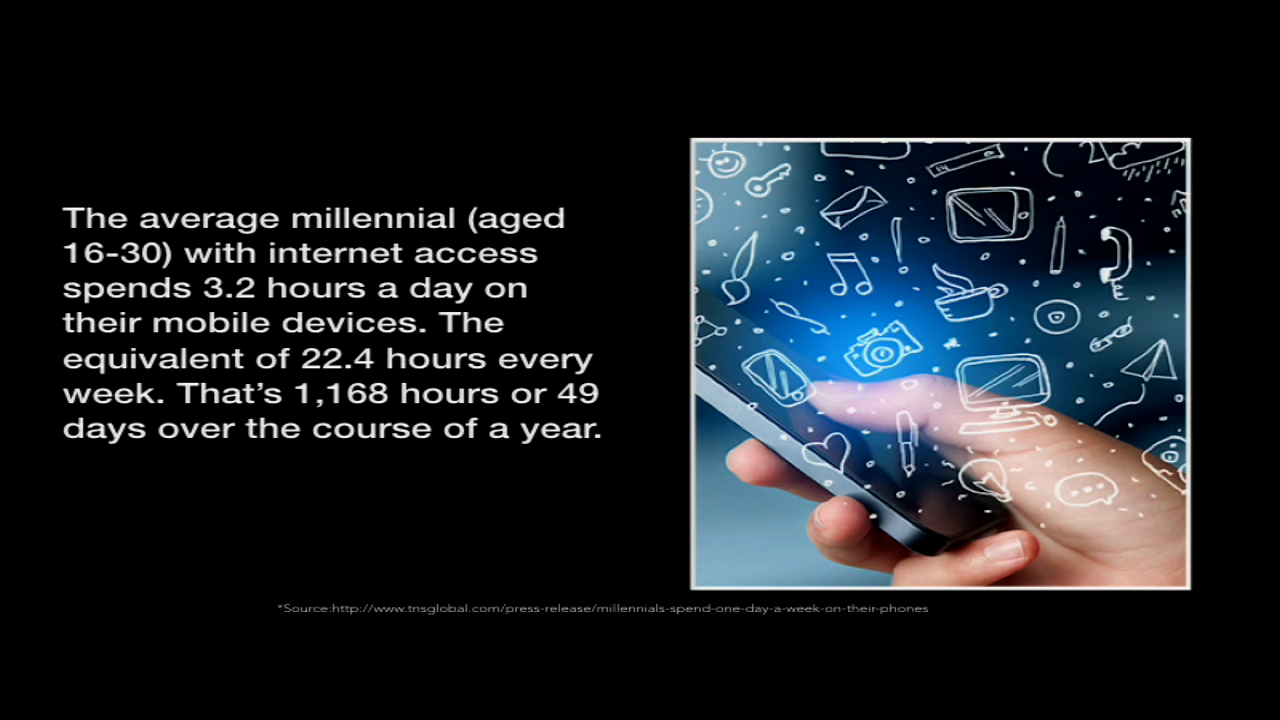 The average millennial (aged
16-30) with internet access
spends 3.2 hours a day on
their mobile devices. The
equivalent of 22.4 hours every
week. That’s 1,168 hours or 49
days over the course of a year.
*Source:http://www.tnsglobal.com/press-release/millennials-spend-one-day-a-week-on-their-phones